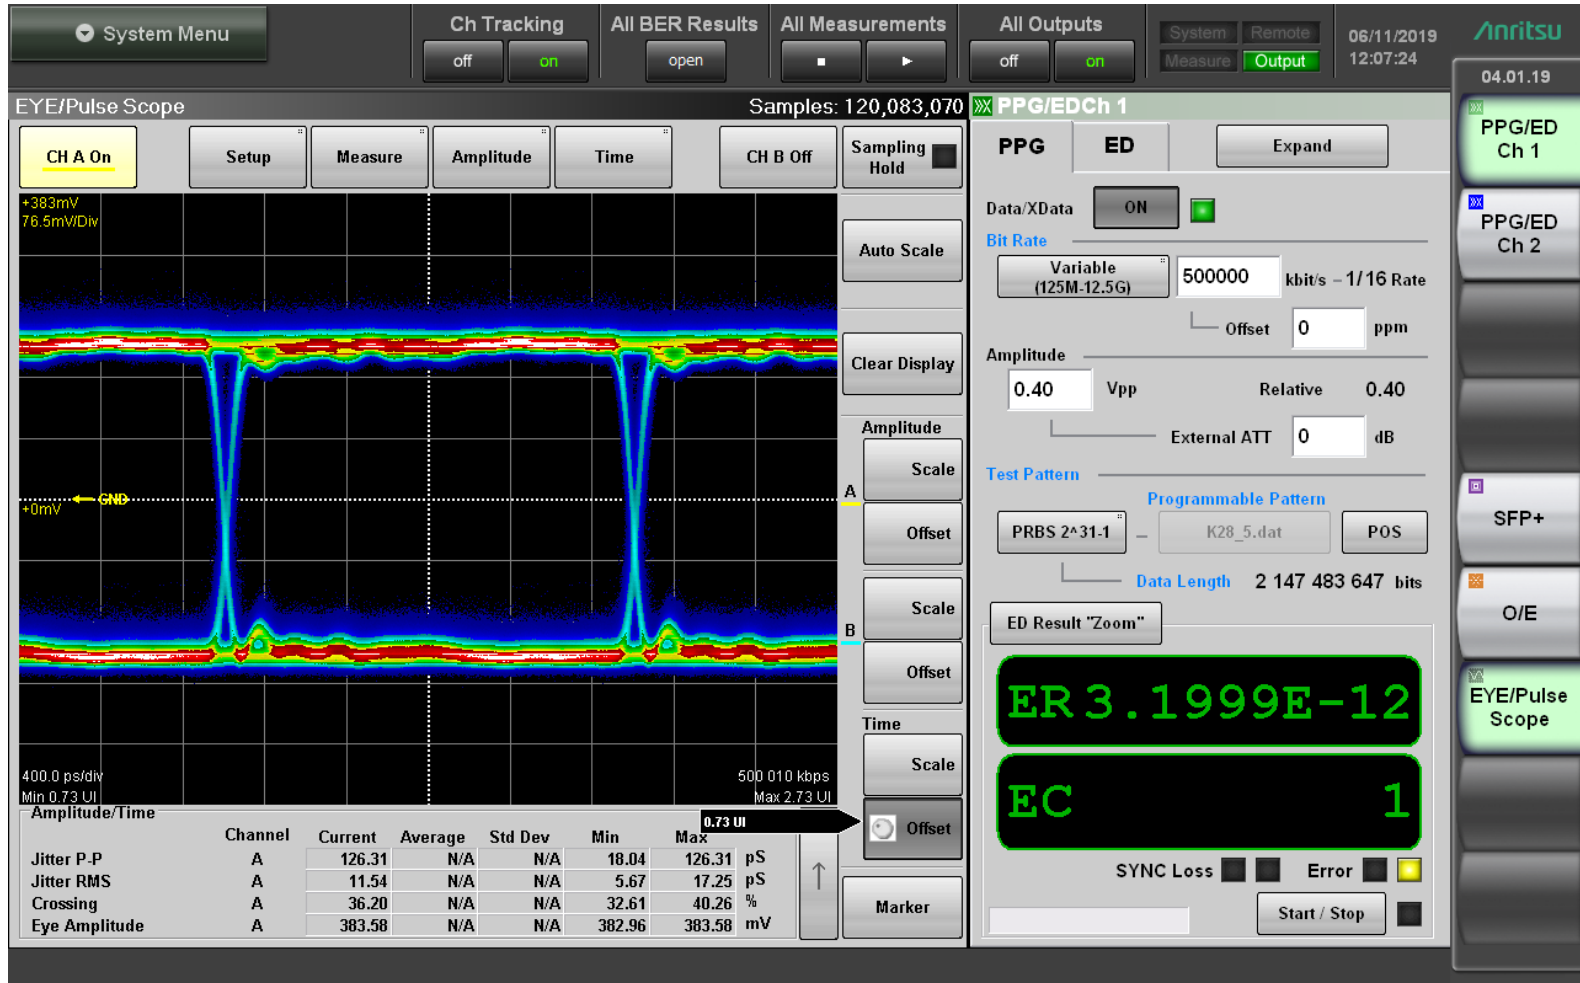 System Menu
Ch Tracking
off
on
All BER Results
open
All Measurements
All Outputs
off
on
System
Remote
Measure
Output
06/11/2019
12:07:24
Anritsu
04.01.19
EYE/Pulse Scope
Samples: 120,083,070
CH A On
Setup
Measure
Amplitude
Time
CH B Off
Sampling
Hold
+383mV
76.5mV/Div
GND
+0mV
400.0 ps/div
500 010 kbps
Min 0.73 UI
Max 2.73 UI
Auto Scale
Clear Display
Amplitude
Scale
A
Offset
Scale
B
Offset
Time
Scale
0.73 UI
Offset
Marker
Amplitude/Time
Channel Current Average Std Dev Min Max
Jitter P-P A 126.31 N/A N/A 18.04 126.31 pS
Jitter RMS A 11.54 N/A N/A 5.67 17.25 pS
Crossing A 36.20 N/A N/A 32.61 40.26 %
Eye Amplitude A 383.58 N/A N/A 382.96 383.58 mV
PPG/EDCh 1
PPG
ED
Expand
Data/XData
ON
Bit Rate
Variable
(125M-12.5G)
500000 kbit/s - 1/16 Rate
Offset 0 ppm
Amplitude
0.40 Vpp Relative 0.40
External ATT 0 dB
Test Pattern
Programmable Pattern
PRBS 2^31-1
K28_5.dat
POS
Data Length 2 147 483 647 bits
ED Result "Zoom"
ER 3.1999E-12
EC 1
SYNC Loss
Error
Start / Stop
PPG/ED
Ch 1
PPG/ED
Ch 2
SFP+
O/E
EYE/Pulse
Scope